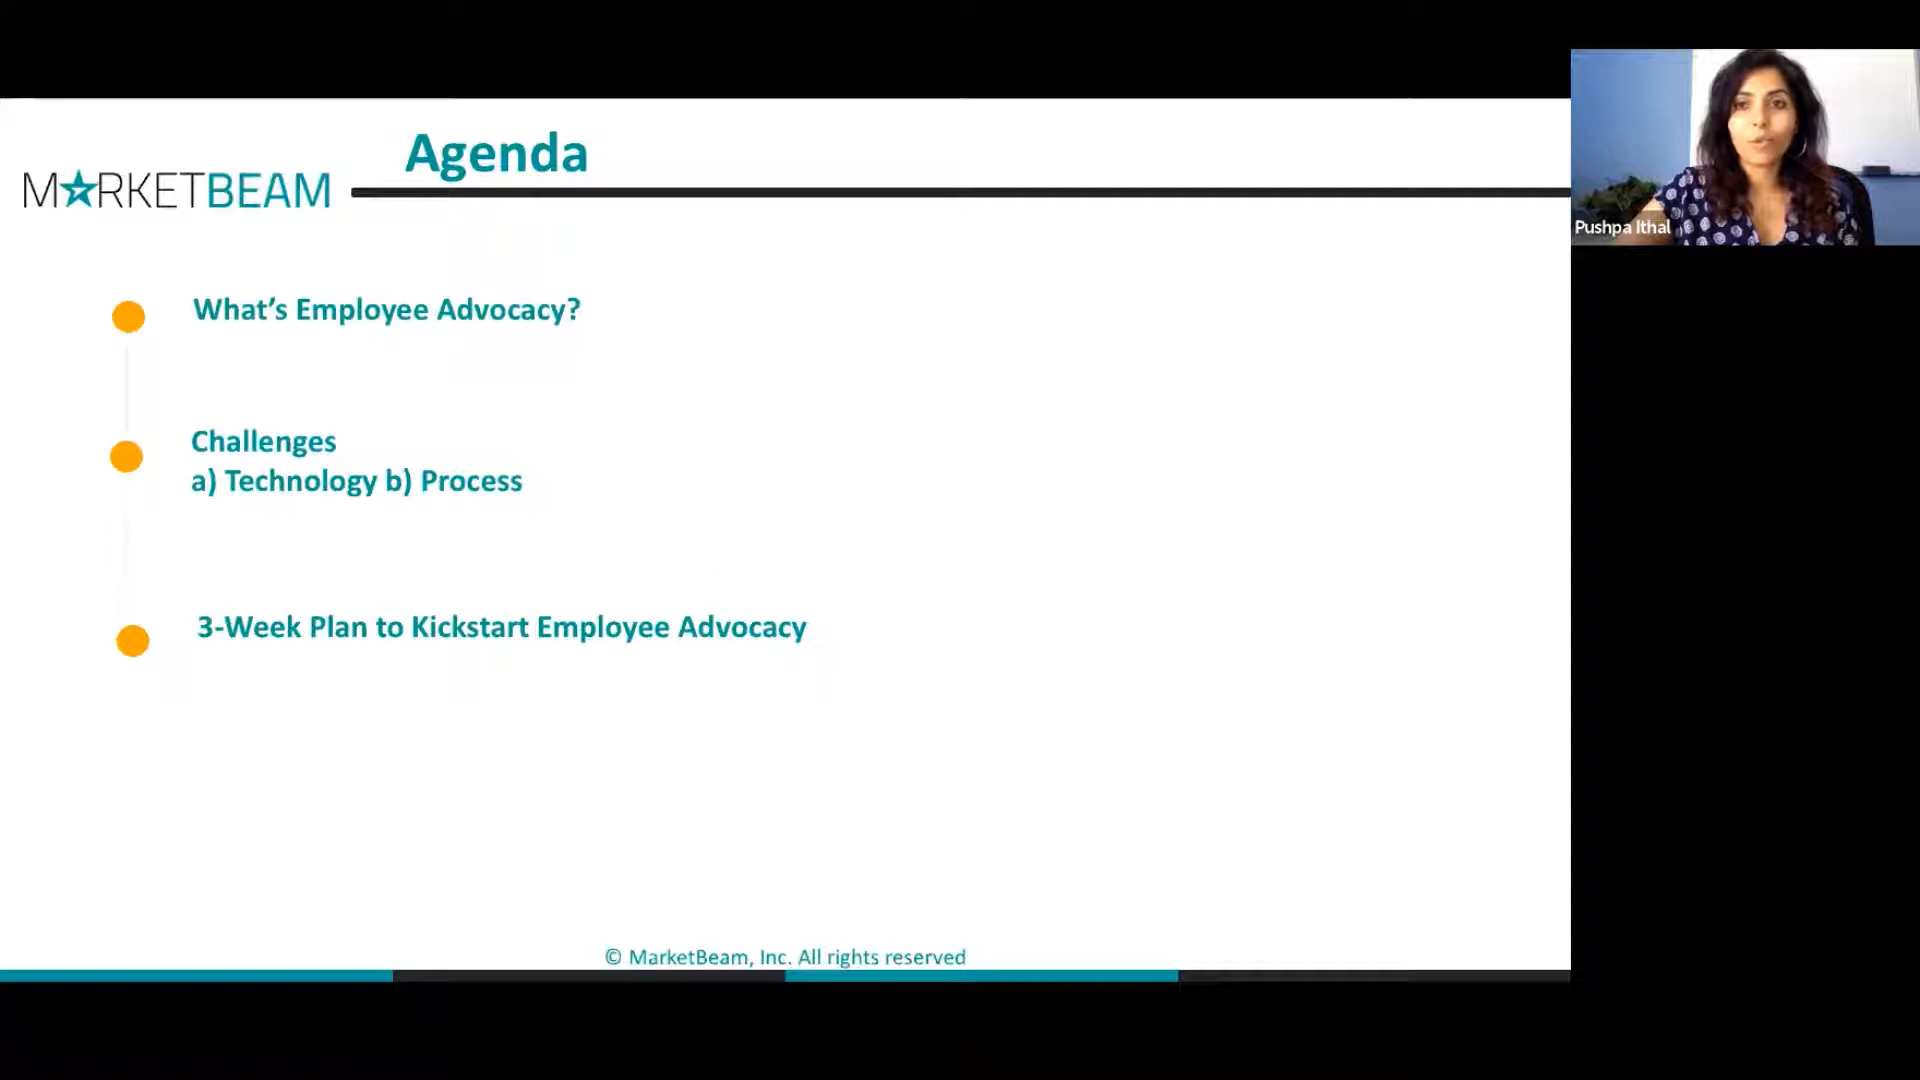 Agenda
M★RKETBEAM
What's Employee Advocacy?
Challenges
a) Technology b) Process
3-Week Plan to Kickstart Employee Advocacy
© MarketBeam, Inc. All rights reserved
Pushpa Ithal